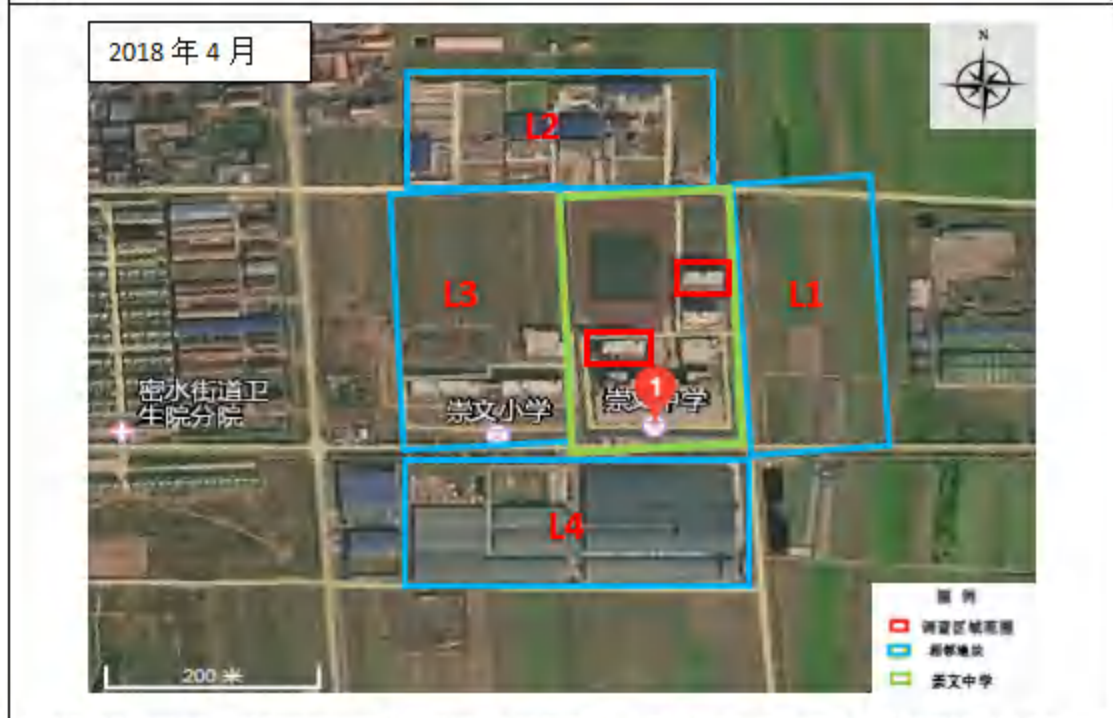 2018 年 4 月
N
L2
L3
L1
1
密水街道卫
生院分院
崇文小学
崇文中学
L4
图 例
调查区域范围
相邻地块
崇文中学
200 米